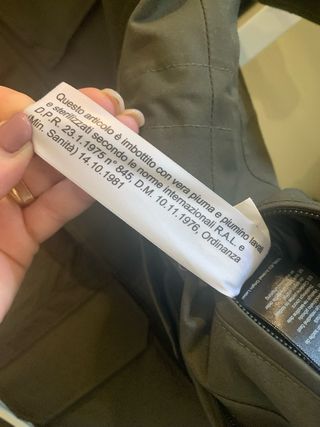 Questo articolo è imbottito con vera piuma e piumino lavati
e sterilizzati secondo le norme internazionali R.A.L. e
D.P.R. 23.1.1975 n° 845, D.M. 10.11.1976, Ordinanza
(Min. Sanità) 14.10.1981